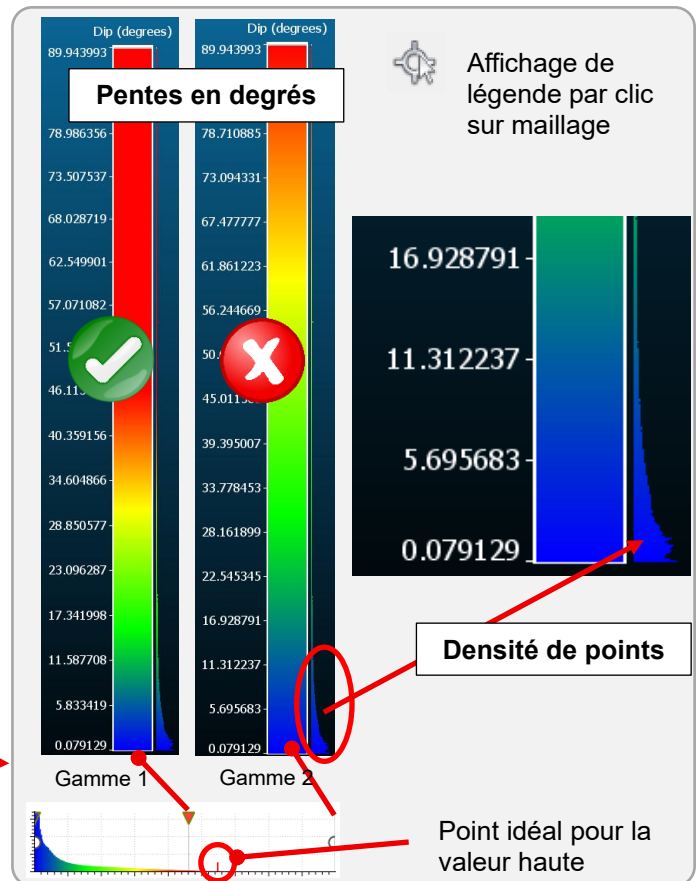 Dip (degrees)
89.943993
78.986356
73.507537
68.028719
62.549901
57.071082
40.359156
34.604866
28.850577
23.096287
17.341998
11.587708
5.833419
0.079129
Gamme 1
Dip (degrees)
89.943993
78.710885
73.094331
67.477777
61.861223
56.244669
39.395007
33.778453
28.161899
22.545345
16.928791
11.312237
5.695683
0.079129
Gamme 2
Pentes en degrés
Affichage de
légende par clic
sur maillage
16.928791
11.312237
5.695683
0.079129
Densité de points
Point idéal pour la
valeur haute